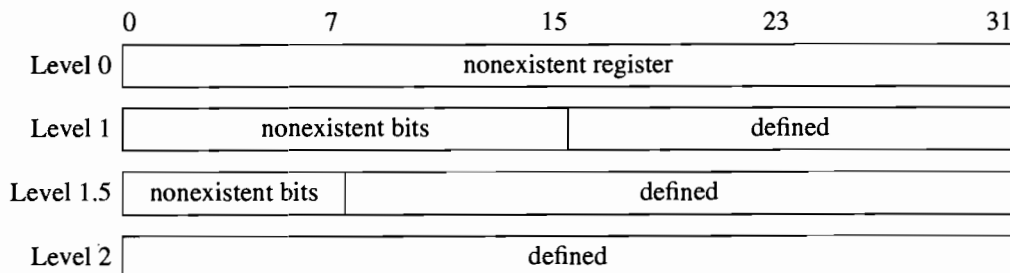 0 7 15 23 31
Level 0 nonexistent register
Level 1 nonexistent bits defined
Level 1.5 nonexistent bits defined
Level 2 defined